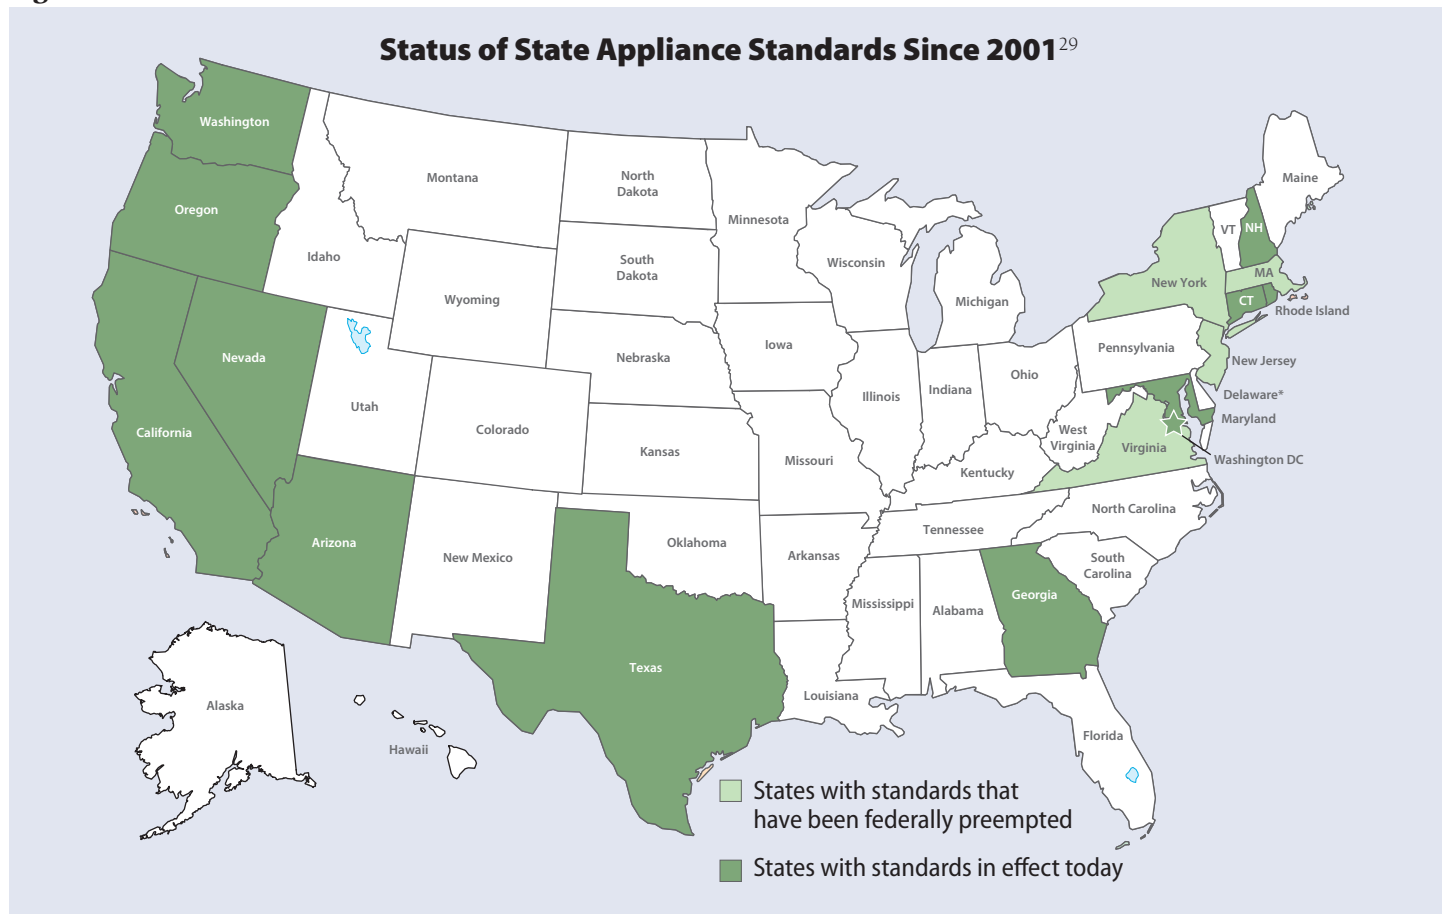 Status of State Appliance Standards Since 2001²⁹
Washington
Oregon
California
Nevada
Idaho
Montana
Wyoming
Utah
Colorado
Arizona
New Mexico
North
Dakota
South
Dakota
Nebraska
Kansas
Oklahoma
Texas
Minnesota
Iowa
Missouri
Arkansas
Louisiana
Wisconsin
Illinois
Michigan
Indiana
Ohio
Kentucky
Tennessee
Mississippi
Alabama
Georgia
Florida
South
Carolina
North Carolina
Virginia
West
Virginia
Pennsylvania
New York
VT
NH
Maine
MA
CT
Rhode Island
New Jersey
Delaware*
Maryland
Washington DC
Alaska
Hawaii
States with standards that
have been federally preempted
States with standards in effect today